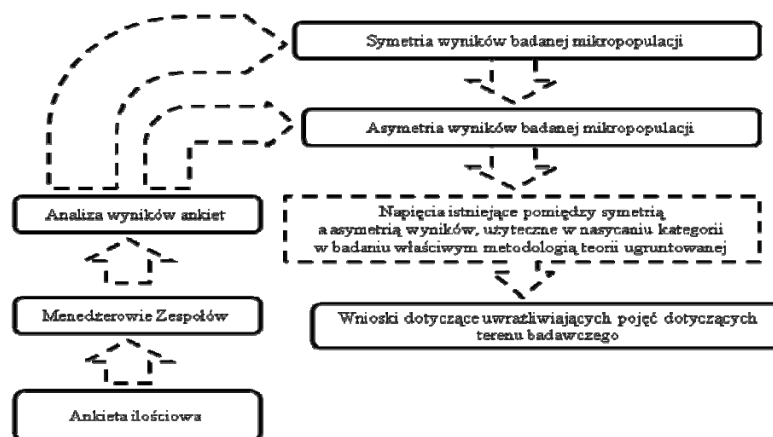 Symetria wyników badanej mikropopulacji
Asymetria wyników badanej mikropopulacji
Analiza wyników ankiet
Napięcia istniejące pomiędzy symetrią
a asymetrią wyników, użyteczne w nasycaniu kategorii
w badaniu właściwym metodologią teorii ugruntowanej
Menedżerowie Zespołów
Wnioski dotyczące uwrażliwiających pojęć dotyczących
terenu badawczego
Ankieta ilościowa